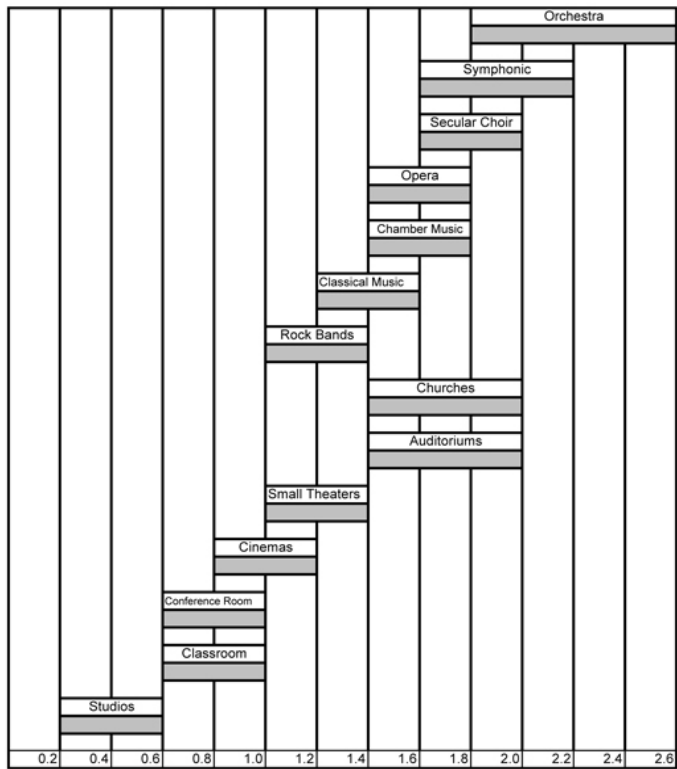 Orchestra
Symphonic
Secular Choir
Opera
Chamber Music
Classical Music
Rock Bands
Churches
Auditoriums
Small Theaters
Cinemas
Conference Room
Classroom
Studios
0.2 0.4 0.6 0.8 1.0 1.2 1.4 1.6 1.8 2.0 2.2 2.4 2.6